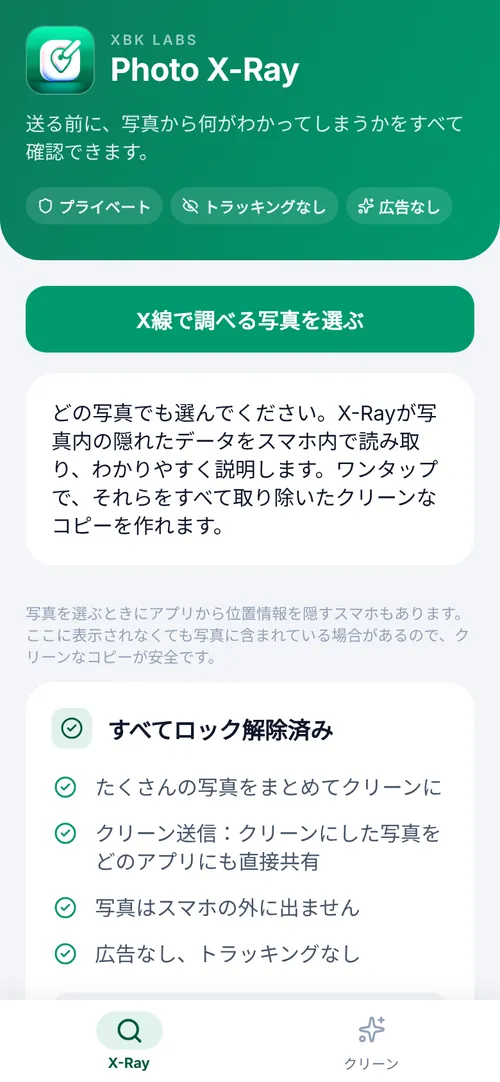 XBK LABS
Photo X-Ray
送る前に、写真から何がわかってしまうかをすべて
確認できます。
プライベート
トラッキングなし
広告なし
X線で調べる写真を選ぶ
どの写真でも選んでください。X-Rayが写
真内の隠れたデータをスマホ内で読み取
り、わかりやすく説明します。ワンタップ
で、それらをすべて取り除いたクリーンな
コピーを作れます。
写真を選ぶときにアプリから位置情報を隠すスマホもあります。
ここに表示されなくても写真に含まれている場合があるので、ク
リーンなコピーが安全です。
すべてロック解除済み
たくさんの写真をまとめてクリーンに
クリーン送信：クリーンにした写真を
どのアプリにも直接共有
写真はスマホの外に出ません
広告なし、トラッキングなし
X-Ray
クリーン